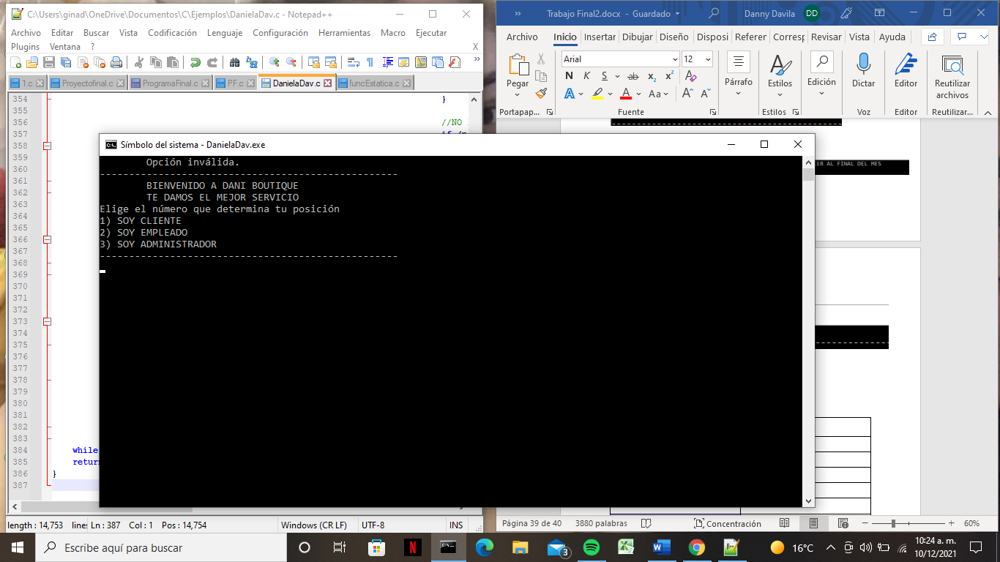 C:\Users\ginad\OneDrive\Documentos\C\Ejemplos\DanielaDav.c - Notepad++
Archivo Editar Buscar Vista Codificación Lenguaje Configuración Herramientas Macro Ejecutar
Plugins Ventana ? X
1.c Proyectofinal.c ProgramaFinal.c PF.c DanielaDav.c funcEstatica.c
354 }
355
356 //NO
357
358
359
360
361
362
363
364
365
366
367
368
369
370
371
372
373
374
375
376
377
378
379
380
381
382
383
384 while
385 return
386 }
387
length : 14,753 lines Ln : 387 Col : 1 Pos : 14,754 Windows (CR LF) UTF-8 INS
Trabajo Final2.docx - Guardado Danny Davila DD
Archivo Inicio Insertar Dibujar Diseño Disposi Referer Corresp Revisar Vista Ayuda
Pegar
Arial 12
N K S ab x₂ x² A
A A Aa A A
Párrafo Estilos Edición Dictar Editor Reutilizar archivos
Portapap... Fuente Estilos Voz Editor Reutilizar...
AL FINAL DEL MES
Página 39 de 40 3880 palabras Concentración 60%
Símbolo del sistema - DanielaDav.exe
Opción inválida.
---------------------------------------------------
BIENVENIDO A DANI BOUTIQUE
TE DAMOS EL MEJOR SERVICIO
Elige el número que determina tu posición
1) SOY CLIENTE
2) SOY EMPLEADO
3) SOY ADMINISTRADOR
---------------------------------------------------
Escribe aquí para buscar
3
16°C
10:24 a. m.
10/12/2021